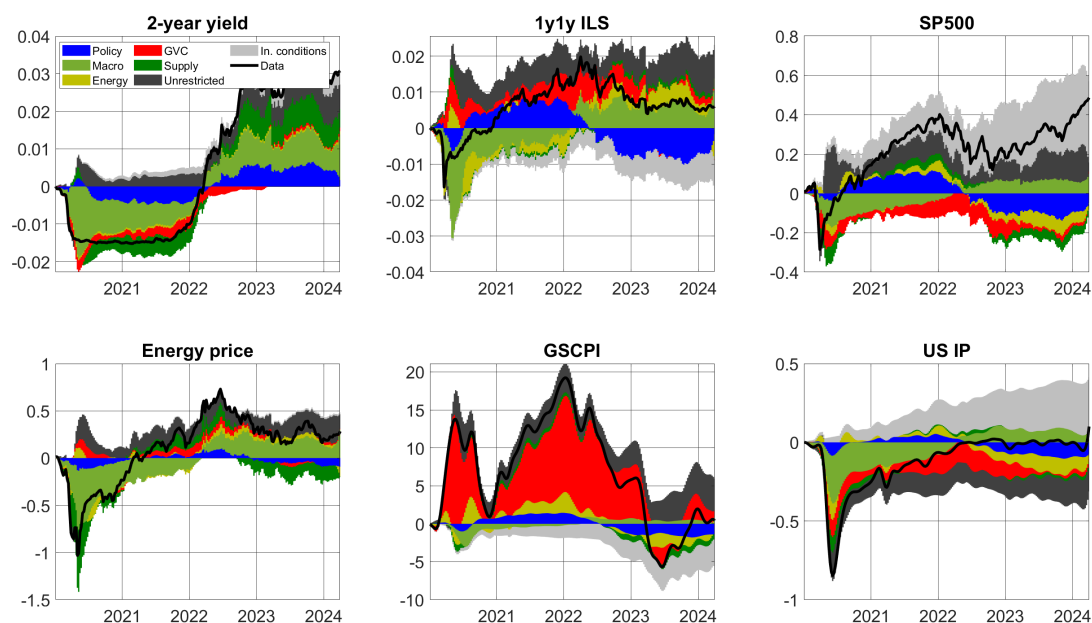 2-year yield
0.04
0.03
0.02
0.01
0
-0.01
-0.02
2021 2022 2023 2024
Policy GVC In. conditions
Macro Supply Data
Energy Unrestricted
1y1y ILS
0.02
0.01
0
-0.01
-0.02
-0.03
-0.04
2021 2022 2023 2024
SP500
0.8
0.6
0.4
0.2
0
-0.2
-0.4
2021 2022 2023 2024
Energy price
1
0.5
0
-0.5
-1
-1.5
2021 2022 2023 2024
GSCPI
20
15
10
5
0
-5
-10
2021 2022 2023 2024
US IP
0.5
0
-0.5
-1
2021 2022 2023 2024